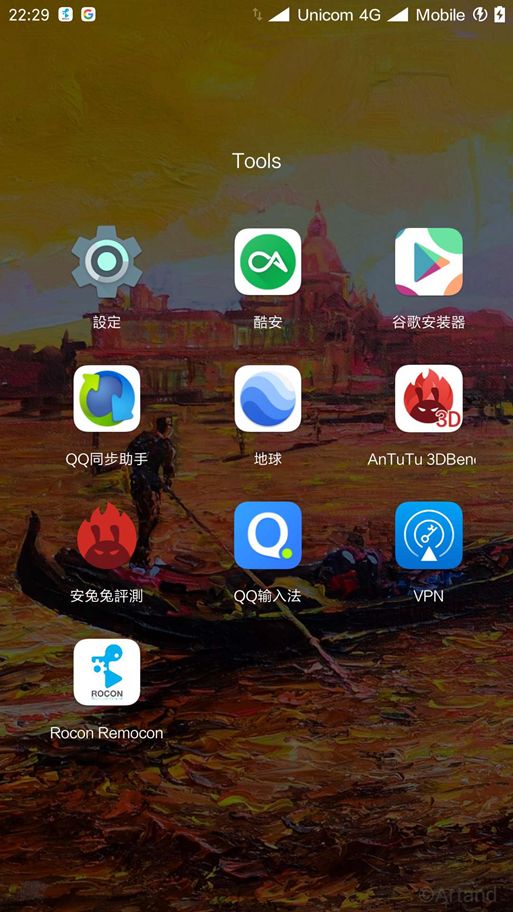 22:29
Unicom 4G
Mobile
Tools
設定
酷安
谷歌安装器
QQ同步助手
地球
3D
AnTuTu 3DBen
安兔兔評測
QQ输入法
VPN
ROCON
Rocon Remocon
©Artand